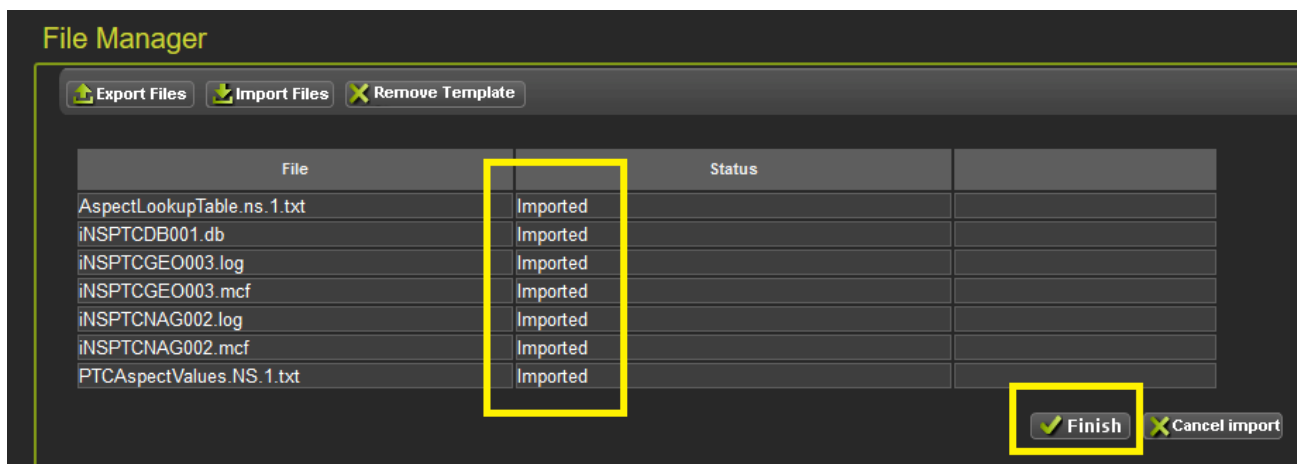 File Manager
Export Files Import Files Remove Template
File Status
AspectLookupTable.ns.1.txt Imported
iNSPTCDB001.db Imported
iNSPTCGEO003.log Imported
iNSPTCGEO003.mcf Imported
iNSPTCNAG002.log Imported
iNSPTCNAG002.mcf Imported
PTCAspectValues.NS.1.txt Imported
Finish Cancel import